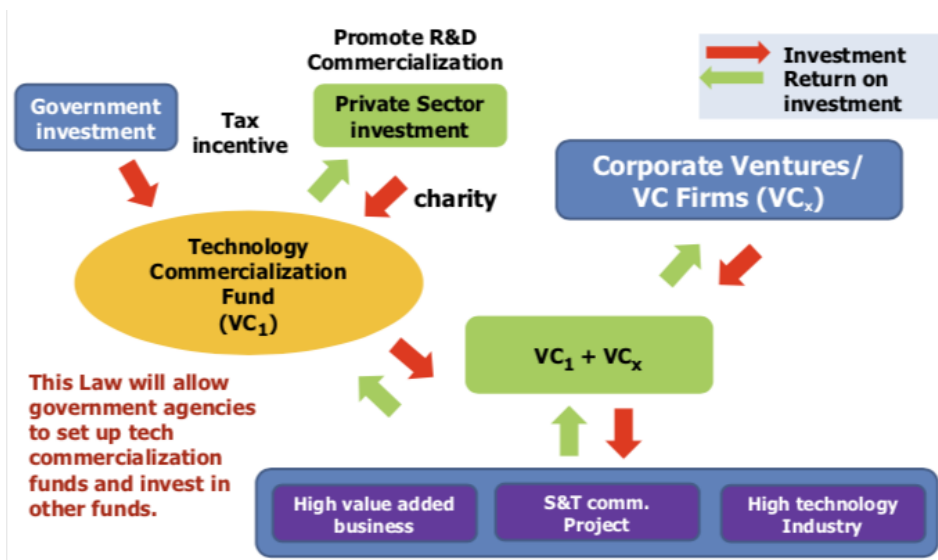 Promote R&D
Commercialization
Investment
Return on
investment
Government
investment
Tax
incentive
Private Sector
investment
charity
Corporate Ventures/
VC Firms (VCx)
Technology
Commercialization
Fund
(VC1)
VC1 + VCx
This Law will allow
government agencies
to set up tech
commercialization
funds and invest in
other funds.
High value added
business
S&T comm.
Project
High technology
Industry